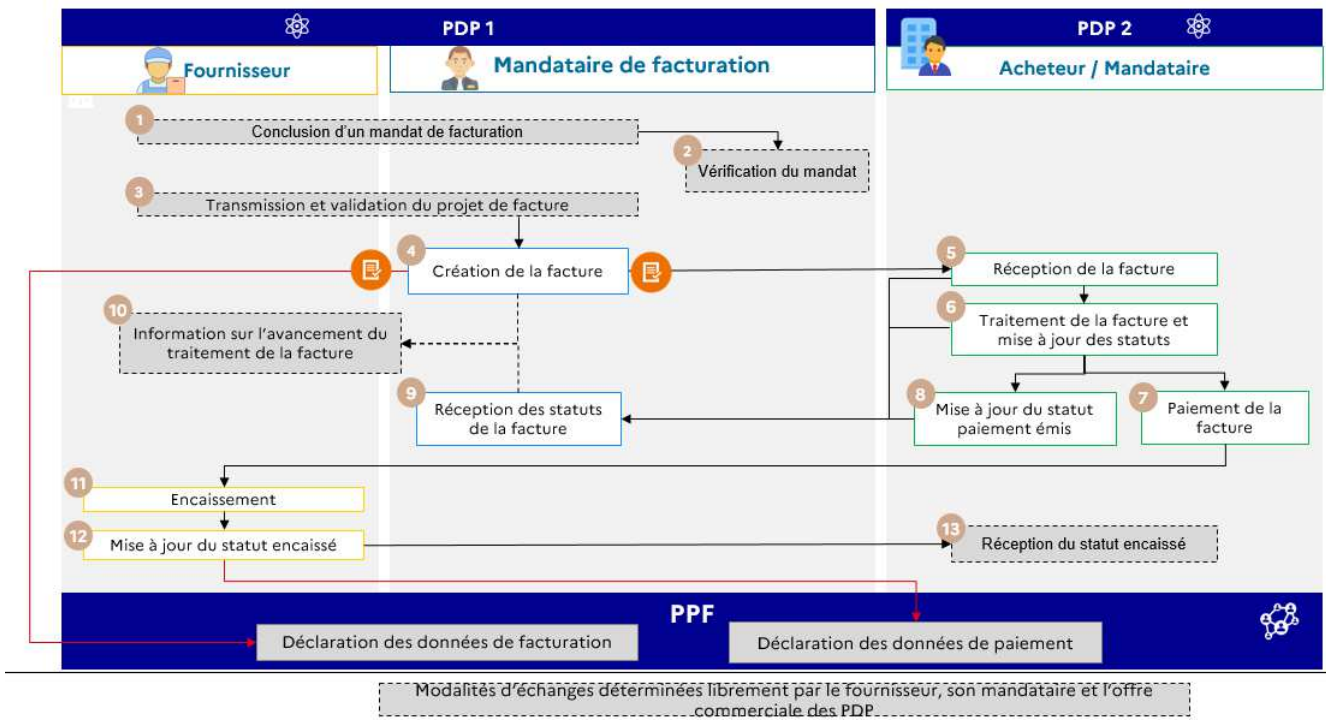 PDP 1
PDP 2
Fournisseur
Mandataire de facturation
Acheteur / Mandataire
1
Conclusion d'un mandat de facturation
2
Vérification du mandat
3
Transmission et validation du projet de facture
4
Création de la facture
5
Réception de la facture
10
Information sur l'avancement du
traitement de la facture
6
Traitement de la facture et
mise à jour des statuts
9
Réception des statuts
de la facture
8
Mise à jour du statut
paiement émis
7
Paiement de la
facture
11
Encaissement
12
Mise à jour du statut encaissé
13
Réception du statut encaissé
PPF
Déclaration des données de facturation
Déclaration des données de paiement
Modalités d'échanges déterminées librement par le fournisseur, son mandataire et l'offre
commerciale des PDP